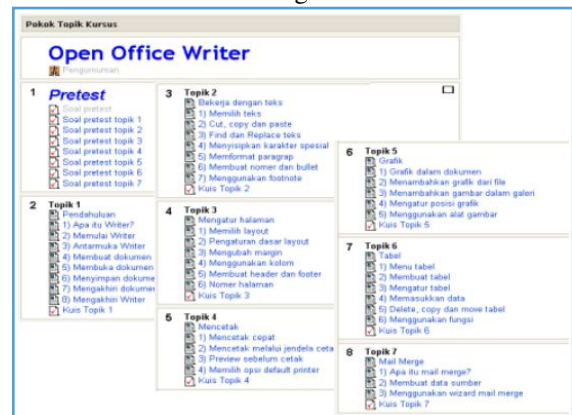 Pokok Topik Kursus
Open Office Writer
Pengumuman
1 Pretest
Soal pretest
Soal pretest topik 1
Soal pretest topik 2
Soal pretest topik 3
Soal pretest topik 4
Soal pretest topik 5
Soal pretest topik 6
Soal pretest topik 7
2 Topik 1
Pendahuluan
1) Apa itu Writer?
2) Memulai Writer
3) Antarmuka Writer
4) Membuat dokumen
5) Membuka dokumen
6) Menyimpan dokume
7) Mengakhiri dokumen
8) Mengakhiri Writer
Kuis Topik 1
3 Topik 2
Bekerja dengan teks
1) Memilih teks
2) Cut, copy dan paste
3) Find dan Replace teks
4) Menyisipkan karakter spesial
5) Memformat paragrap
6) Membuat nomer dan bullet
7) Menggunakan footnote
Kuis Topik 2
4 Topik 3
Mengatur halaman
1) Memilih layout
2) Pengaturan dasar layout
3) Mengubah margin
4) Menggunakan kolom
5) Membuat header dan footer
6) Nomer halaman
Kuis Topik 3
5 Topik 4
Mencetak
1) Mencetak cepat
2) Mencetak melalui jendela ceta
3) Preview sebelum cetak
4) Memilih opsi default printer
Kuis Topik 4
6 Topik 5
Grafik
1) Grafik dalam dokumen
2) Menambahkan grafik dari file
3) Menambahkan gambar dalam galeri
4) Mengatur posisi grafik
5) Menggunakan alat gambar
Kuis Topik 5
7 Topik 6
Tabel
1) Menu tabel
2) Membuat tabel
3) Mengatur tabel
4) Memasukkan data
5) Delete, copy dan move tabel
6) Menggunakan fungsi
Kuis Topik 6
8 Topik 7
Mail Merge
1) Apa itu mail merge?
2) Membuat data sumber
3) Menggunakan wizard mail merge
Kuis Topik 7